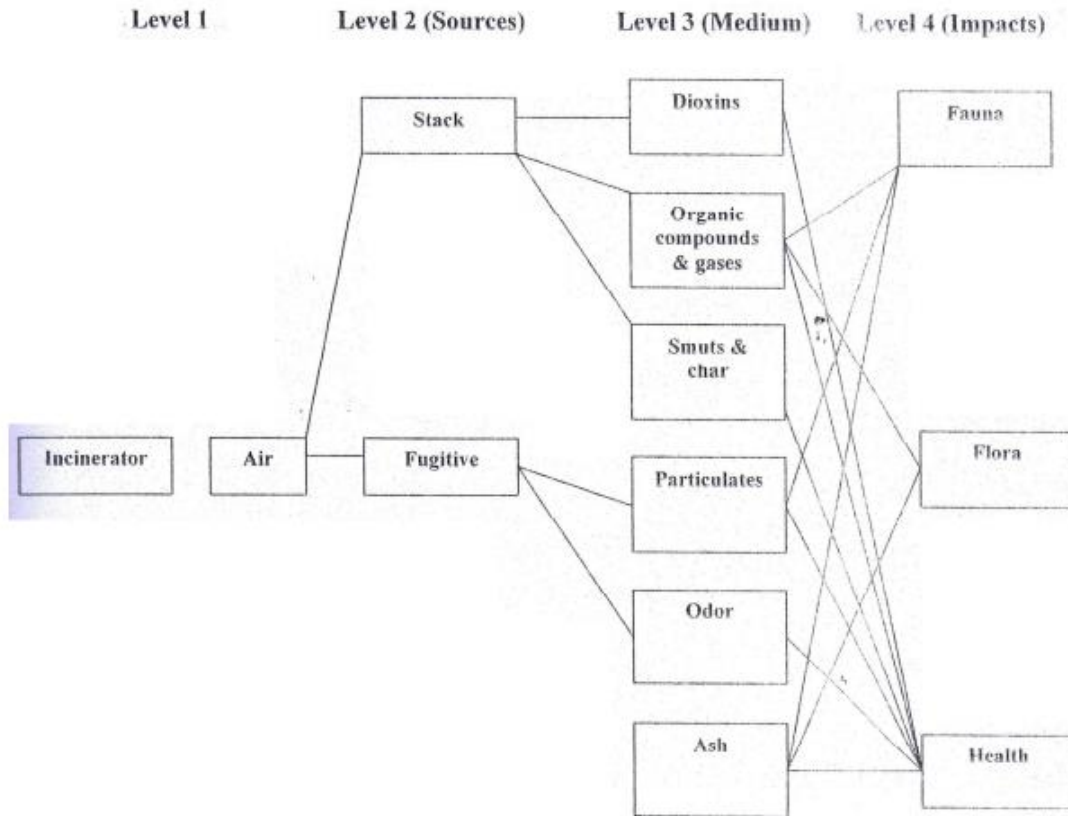 Level 1
Level 2 (Sources)
Level 3 (Medium)
Level 4 (Impacts)
Stack
Dioxins
Fauna
Organic
compounds
& gases
Smuts &
char
Incinerator
Air
Fugitive
Particulates
Flora
Odor
Ash
Health